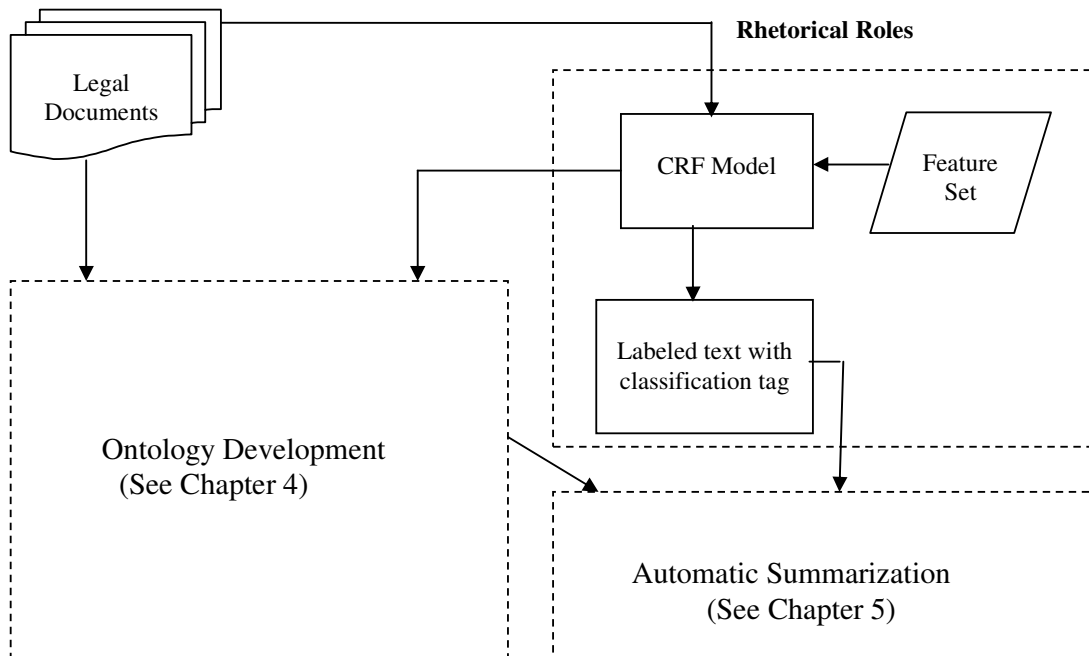 Rhetorical Roles
Legal
Documents
CRF Model
Feature
Set
Labeled text with
classification tag
Ontology Development
(See Chapter 4)
Automatic Summarization
(See Chapter 5)